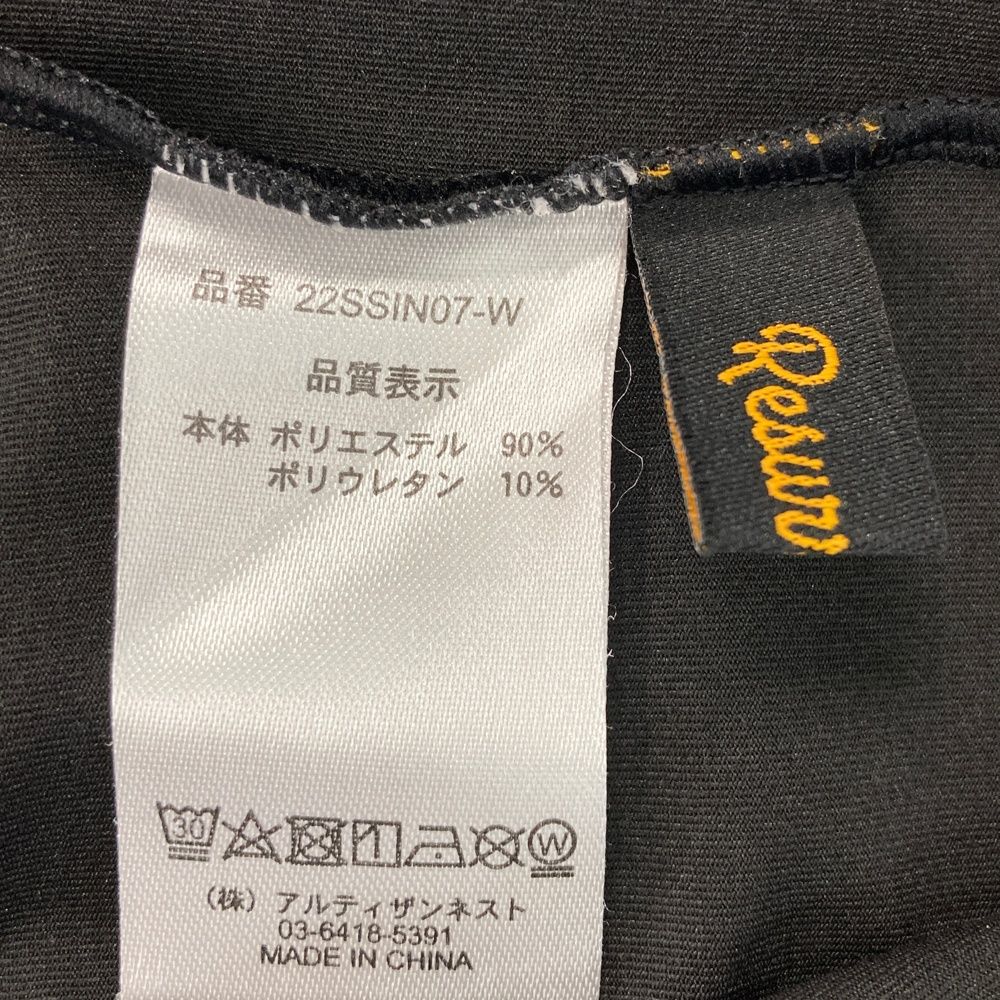 品番 22SSIN07-W
品質表示
本体 ポリエステル 90%
ポリウレタン 10%
30
W
(株) アルティザンネスト
03-6418-5391
MADE IN CHINA